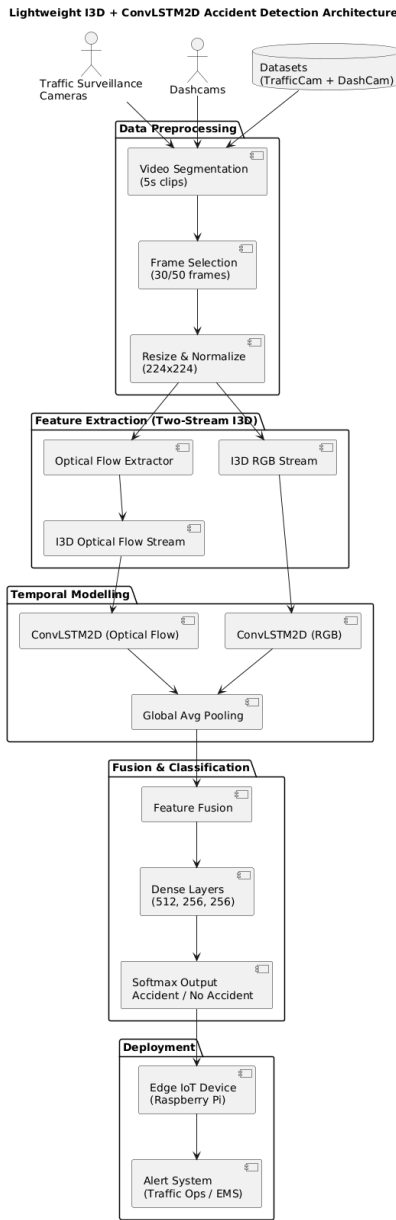 Lightweight I3D + ConvLSTM2D Accident Detection Architecture
Traffic Surveillance
Cameras
Dashcams
Datasets
(TrafficCam + DashCam)
Data Preprocessing
Video Segmentation
(5s clips)
Frame Selection
(30/50 frames)
Resize & Normalize
(224x224)
Feature Extraction (Two-Stream I3D)
Optical Flow Extractor
I3D RGB Stream
I3D Optical Flow Stream
Temporal Modelling
ConvLSTM2D (Optical Flow)
ConvLSTM2D (RGB)
Global Avg Pooling
Fusion & Classification
Feature Fusion
Dense Layers
(512, 256, 256)
Softmax Output
Accident / No Accident
Deployment
Edge IoT Device
(Raspberry Pi)
Alert System
(Traffic Ops / EMS)